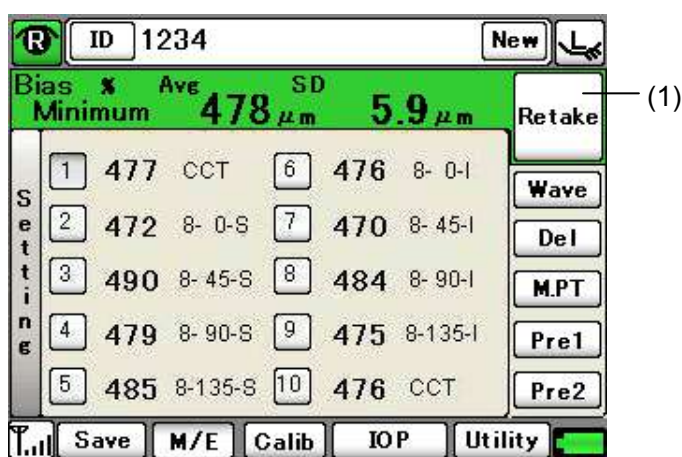 R ID 1234 New L
Bias % Avg SD
Minimum 478 μm 5.9 μm Retake (1)
Setting
1 477 CCT 6 476 8- 0-I Wave
2 472 8- 0-S 7 470 8- 45-I Del
3 490 8- 45-S 8 484 8- 90-I M.PT
4 479 8- 90-S 9 475 8-135-I Pre1
5 485 8-135-S 10 476 CCT Pre2
Save M/E Calib IOP Utility